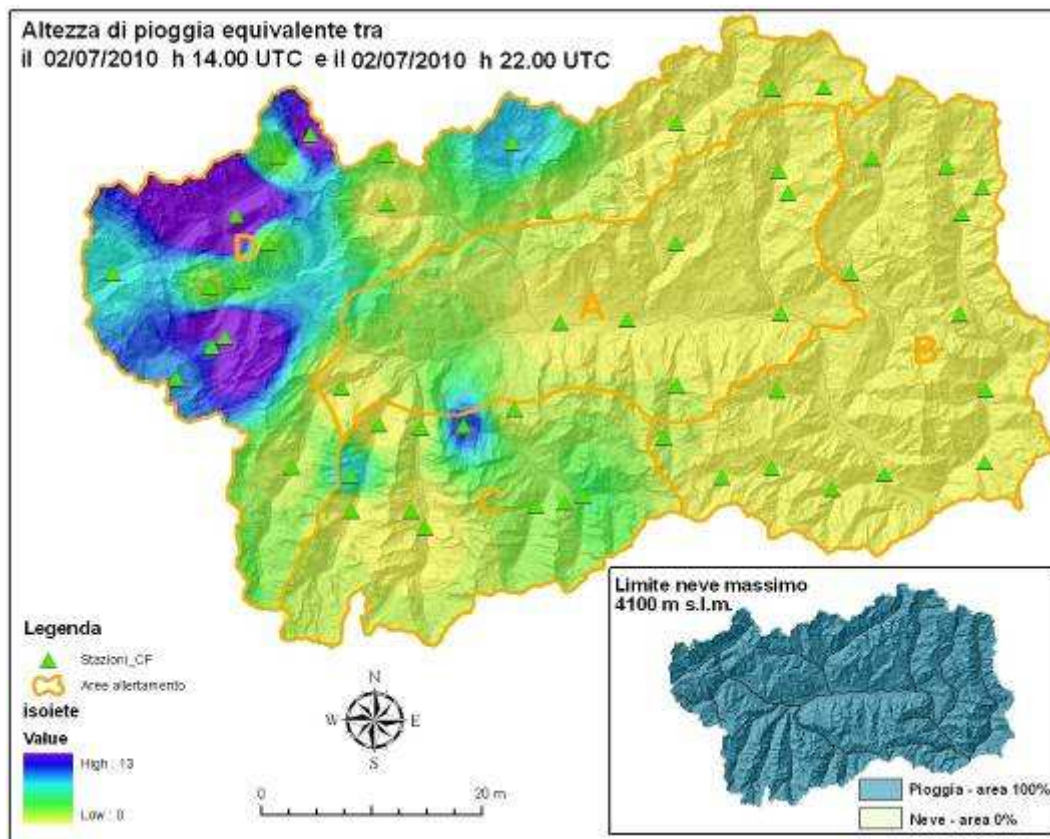 Altezza di pioggia equivalente tra
il 02/07/2010 h 14.00 UTC e il 02/07/2010 h 22.00 UTC
D
A
B
C
Limite neve massimo
4100 m s.l.m.
Legenda
Stazioni_CF
Aree allertamento
isoiete
Value
High : 13
Low : 0
N
W E
S
0 20 m
Pioggia - area 100%
Neve - area 0%